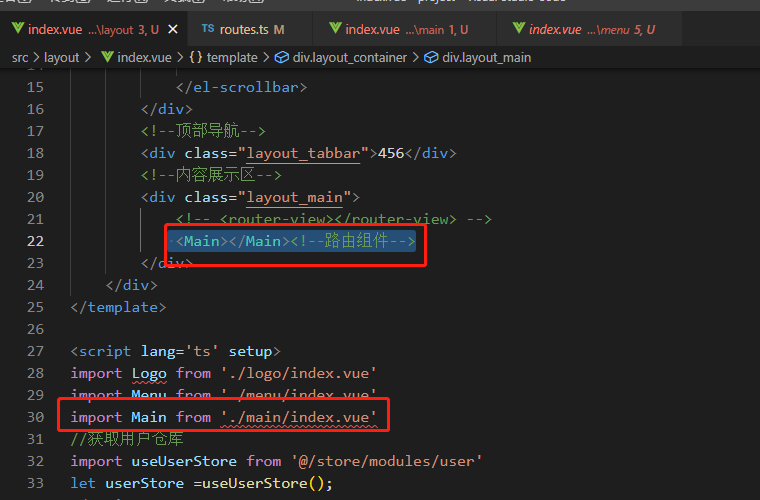 index.vue ...\layout 3, U
routes.ts M
index.vue ...\main 1, U
index.vue ...\menu 5, U
src > layout > index.vue > {} template > div.layout_container > div.layout_main
15 </el-scrollbar>
16 </div>
17 <!--顶部导航-->
18 <div class="layout_tabbar">456</div>
19 <!--内容展示区-->
20 <div class="layout_main">
21 <!-- <router-view></router-view> -->
22 <Main></Main><!--路由组件-->
23 </div>
24 </div>
25 </template>
26
27 <script lang='ts' setup>
28 import Logo from './logo/index.vue'
29 import Menu from './menu/index.vue'
30 import Main from './main/index.vue'
31 //获取用户仓库
32 import useUserStore from '@/store/modules/user'
33 let userStore =useUserStore();